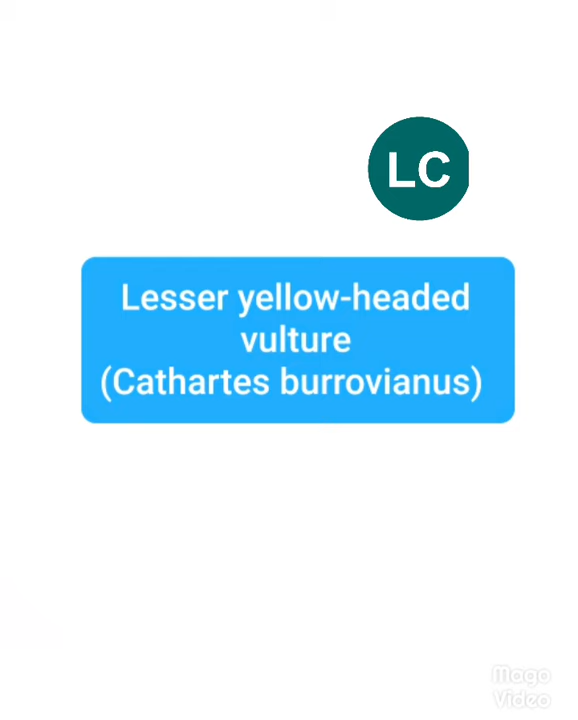 LC
Lesser yellow-headed
vulture
(Cathartes burrovianus)
Mago
Video